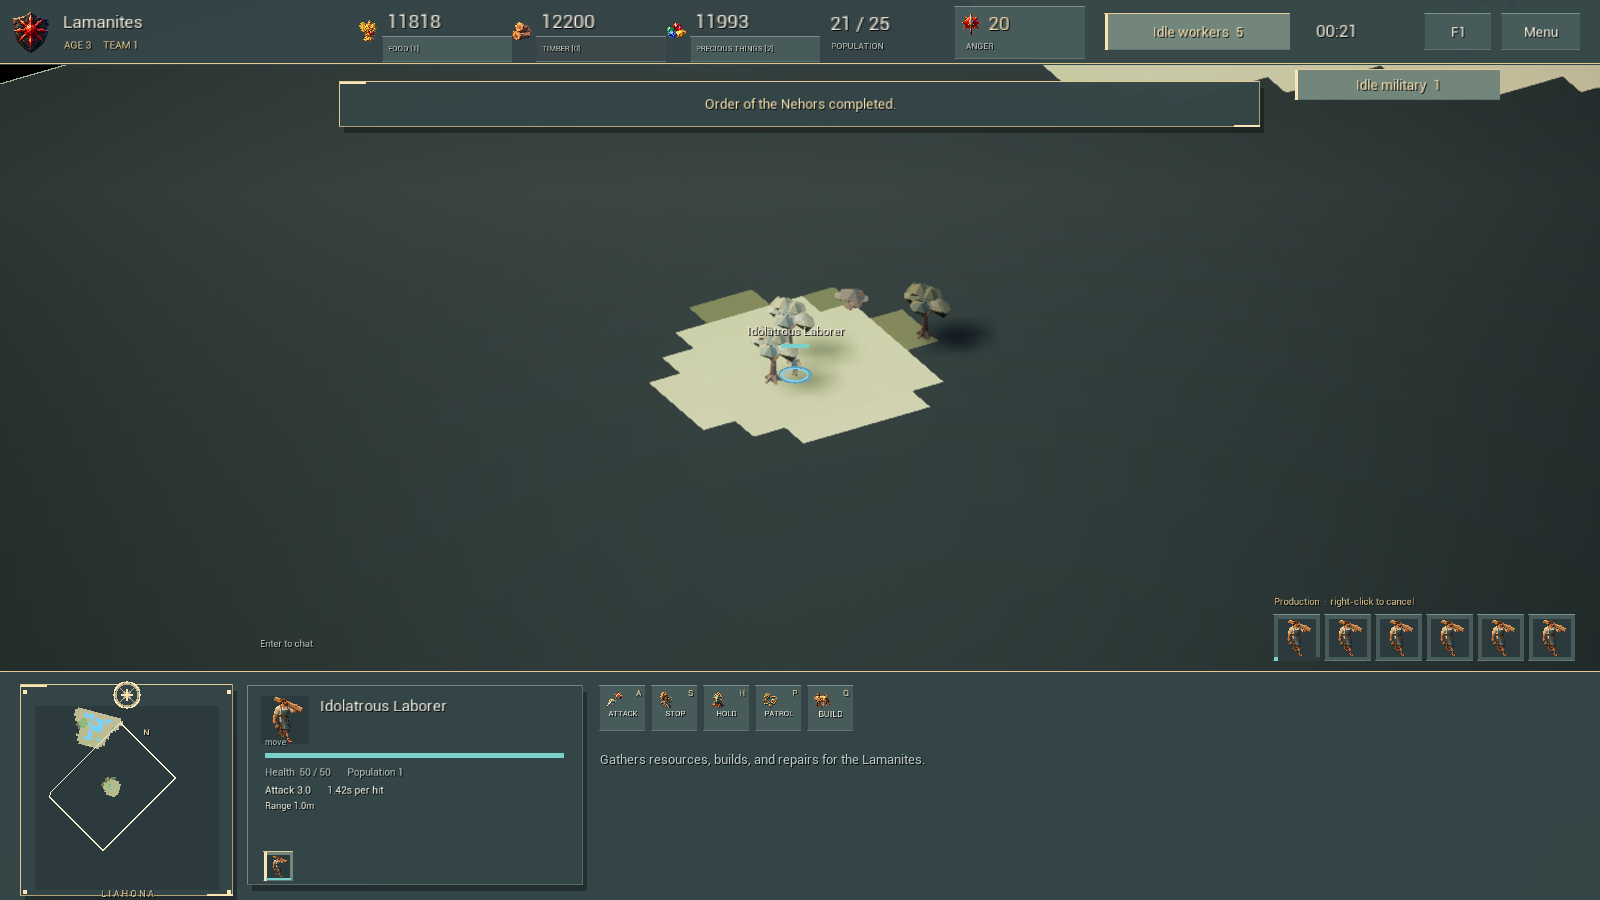 Lamanites
AGE 3 TEAM 1
11818
FOOD [1]
12200
TIMBER [0]
11993
PRECIOUS THINGS [2]
21 / 25
POPULATION
20
ANGER
Idle workers 5
00:21
F1
Menu
Idle military 1
Order of the Nehors completed.
Idolatrous Laborer
Production · right-click to cancel
Enter to chat
N
LIAHONA
Idolatrous Laborer
move
Health 50 / 50 Population 1
Attack 3.0 1.42s per hit
Range 1.0m
A
ATTACK
S
STOP
H
HOLD
P
PATROL
Q
BUILD
Gathers resources, builds, and repairs for the Lamanites.